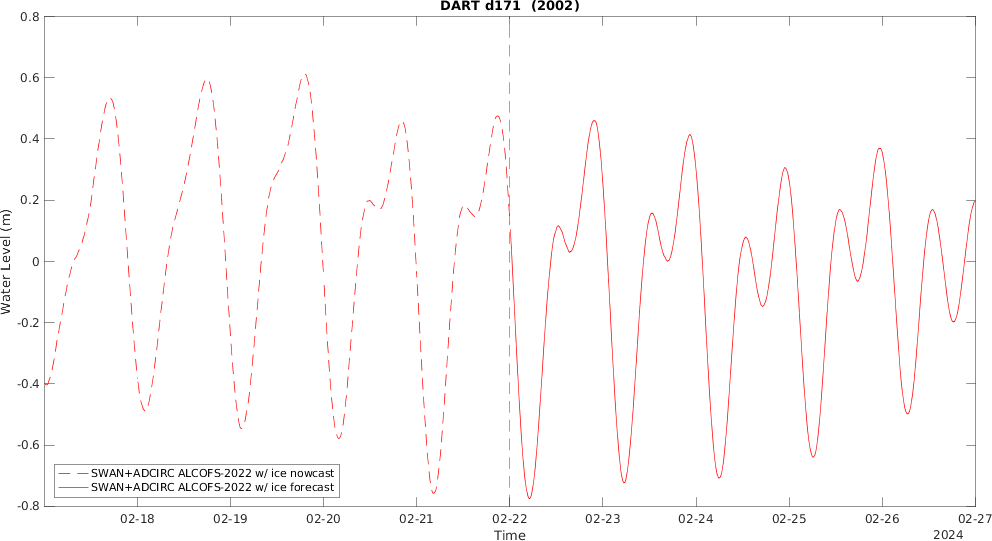 DART d171  (2002)
0.8
0.6
0.4
0.2
0
-0.2
-0.4
-0.6
-0.8
Water Level (m)
SWAN+ADCIRC ALCOFS-2022 w/ ice nowcast
SWAN+ADCIRC ALCOFS-2022 w/ ice forecast
02-18 02-19 02-20 02-21 02-22 02-23 02-24 02-25 02-26 02-27
Time
2024